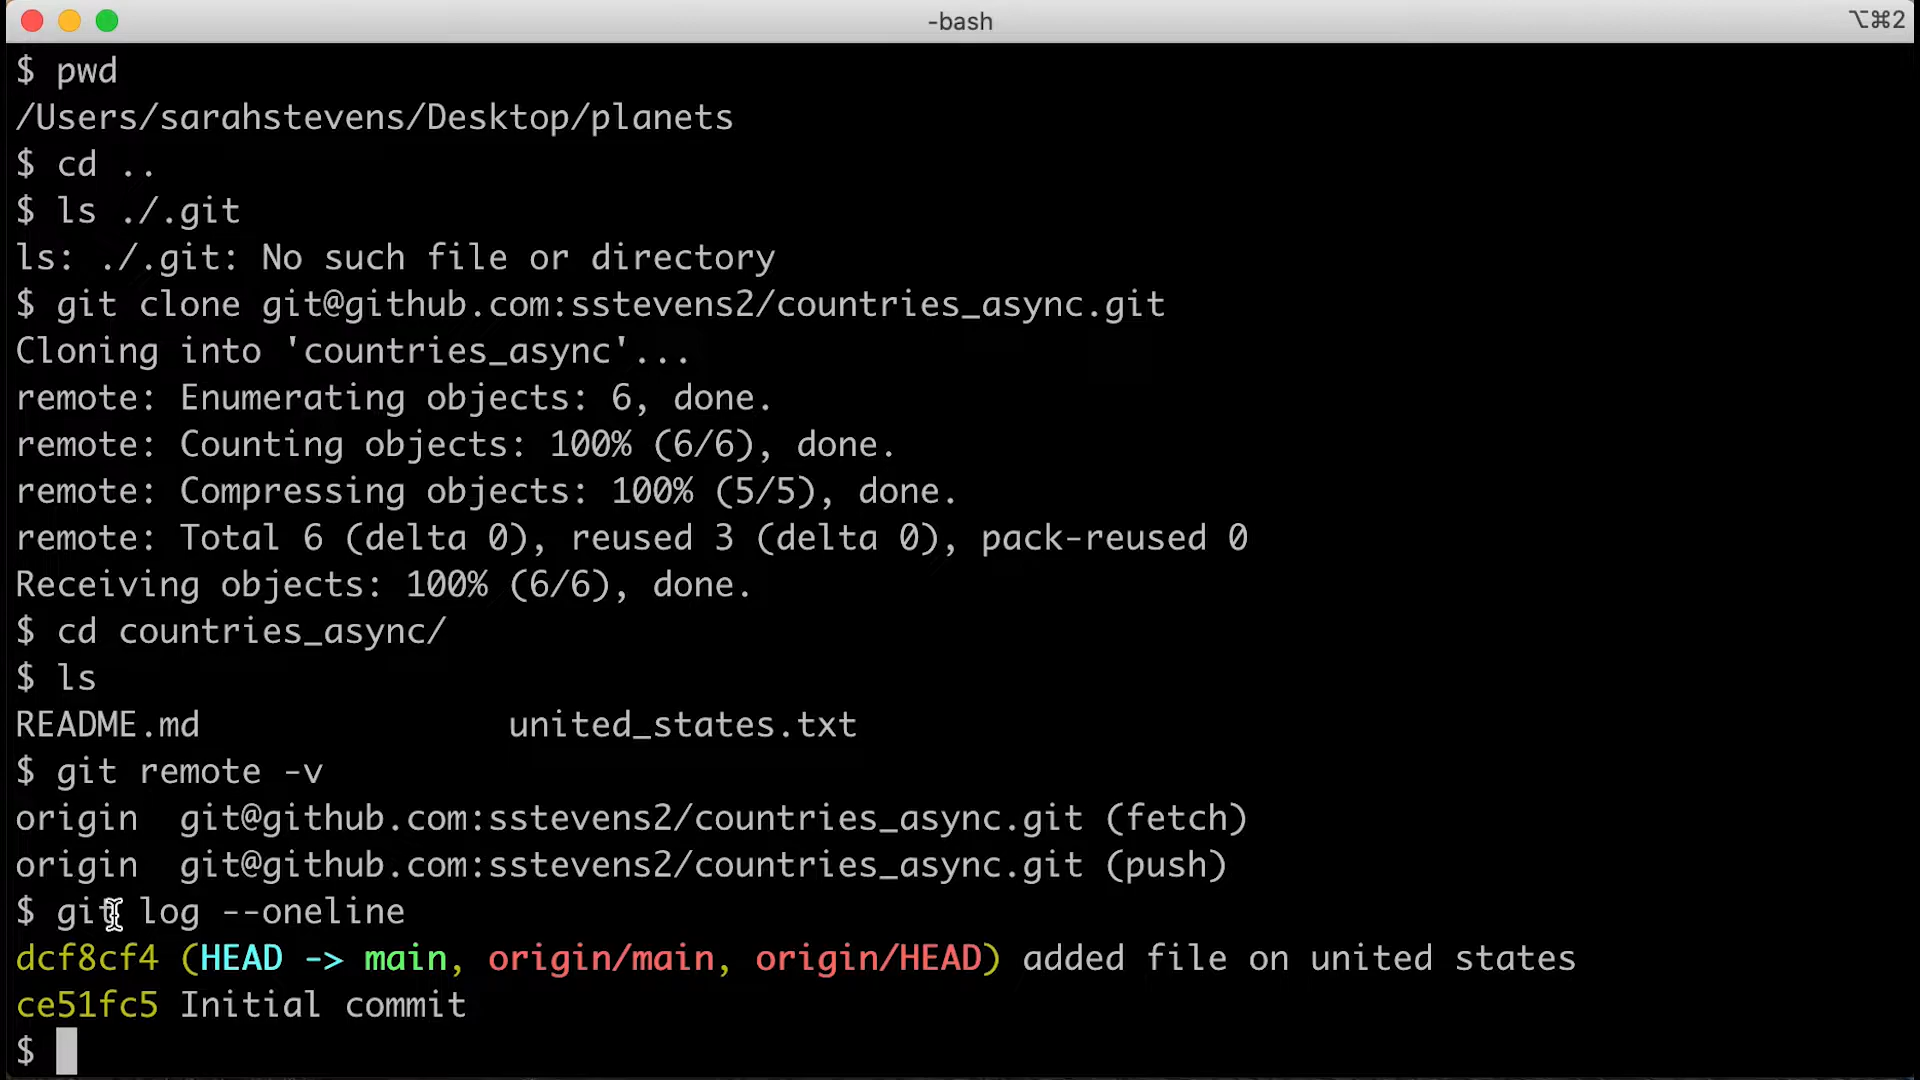 -bash
⌥⌘2
$ pwd
/Users/sarahstevens/Desktop/planets
$ cd ..
$ ls ./.git
ls: ./.git: No such file or directory
$ git clone git@github.com:sstevens2/countries_async.git
Cloning into 'countries_async'...
remote: Enumerating objects: 6, done.
remote: Counting objects: 100% (6/6), done.
remote: Compressing objects: 100% (5/5), done.
remote: Total 6 (delta 0), reused 3 (delta 0), pack-reused 0
Receiving objects: 100% (6/6), done.
$ cd countries_async/
$ ls
README.md united_states.txt
$ git remote -v
origin git@github.com:sstevens2/countries_async.git (fetch)
origin git@github.com:sstevens2/countries_async.git (push)
$ git log --oneline
dcf8cf4 (HEAD -> main, origin/main, origin/HEAD) added file on united states
ce51fc5 Initial commit
$